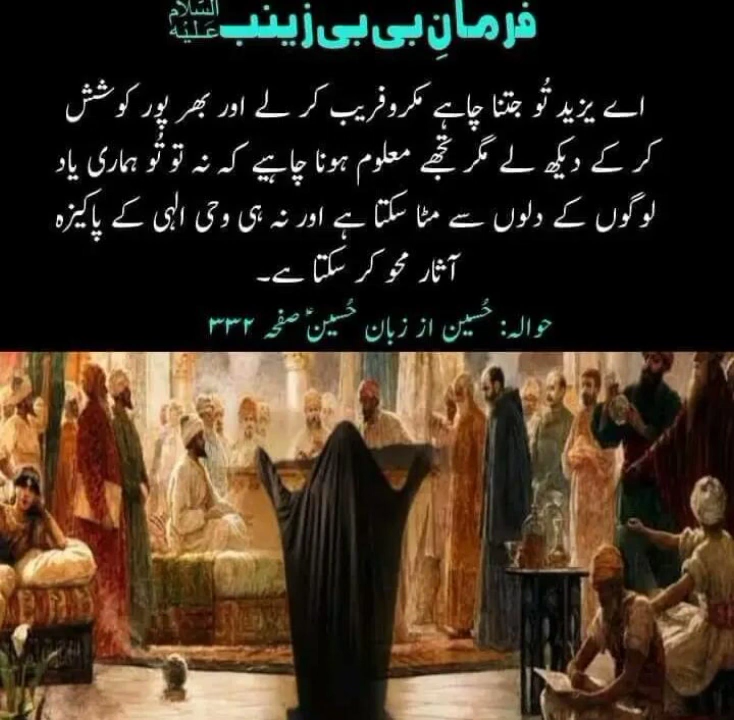 فرمانِ بی بی زینب علیہ السلام
اے یزید تُو جتنا چاہے مکروفریب کر لے اور بھر پور کوشش
کر کے دیکھ لے مگر تجھے معلوم ہونا چاہیے کہ نہ تو تُو ہماری یاد
لوگوں کے دلوں سے مٹا سکتا ہے اور نہ ہی وحی الٰہی کے پاکیزہ
آثار محو کر سکتا ہے۔
حوالہ: حُسین از زبان حُسینؑ صفحہ ۳۳۲